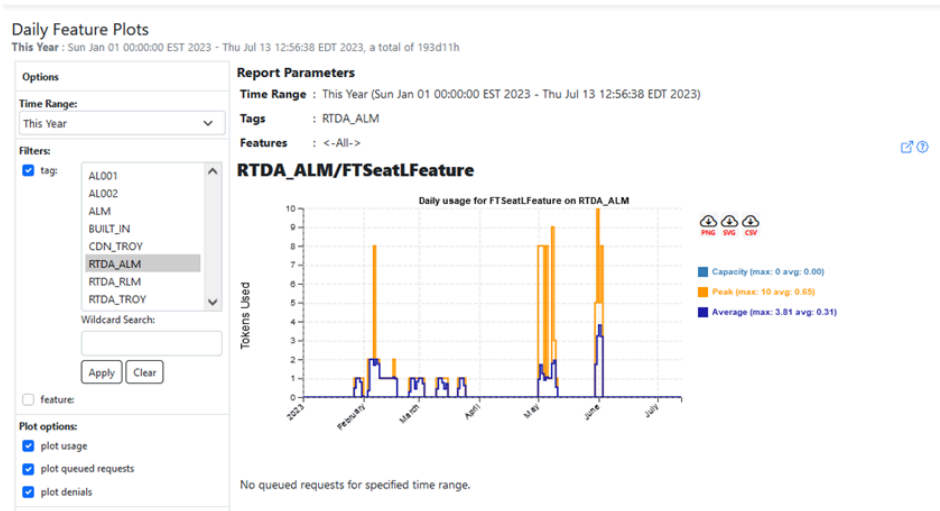 Daily Feature Plots
This Year : Sun Jan 01 00:00:00 EST 2023 - Thu Jul 13 12:56:38 EDT 2023, a total of 193d11h
Options
Time Range:
This Year
Filters:
tag:
AL001
AL002
ALM
BUILT_IN
CDN_TROY
RTDA_ALM
RTDA_RLM
RTDA_TROY
Wildcard Search:
Apply Clear
feature:
Plot options:
plot usage
plot queued requests
plot denials
Report Parameters
Time Range : This Year (Sun Jan 01 00:00:00 EST 2023 - Thu Jul 13 12:56:38 EDT 2023)
Tags : RTDA_ALM
Features : <-All->
RTDA_ALM/FTSeatLFeature
Daily usage for FTSeatLFeature on RTDA_ALM
Tokens Used
10
9
8
7
6
5
4
3
2
1
0
2023 February March April May June July
PNG SVG CSV
Capacity (max: 0 avg: 0.00)
Peak (max: 10 avg: 0.65)
Average (max: 3.81 avg: 0.31)
No queued requests for specified time range.